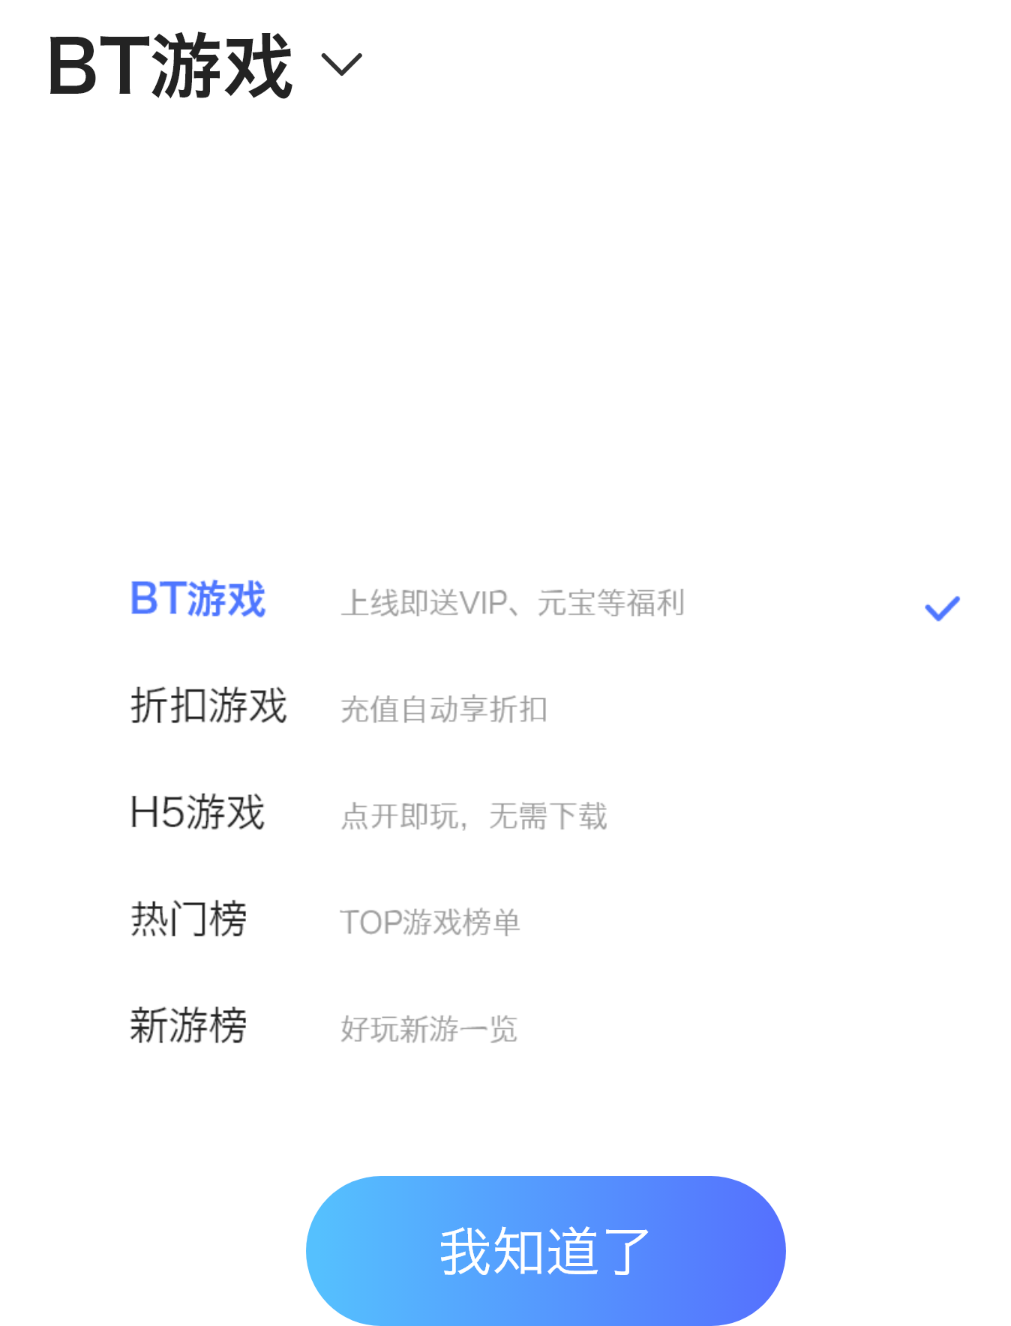 BT游戏
BT游戏 上线即送VIP、元宝等福利
折扣游戏 充值自动享折扣
H5游戏 点开即玩，无需下载
热门榜 TOP游戏榜单
新游榜 好玩新游一览
我知道了